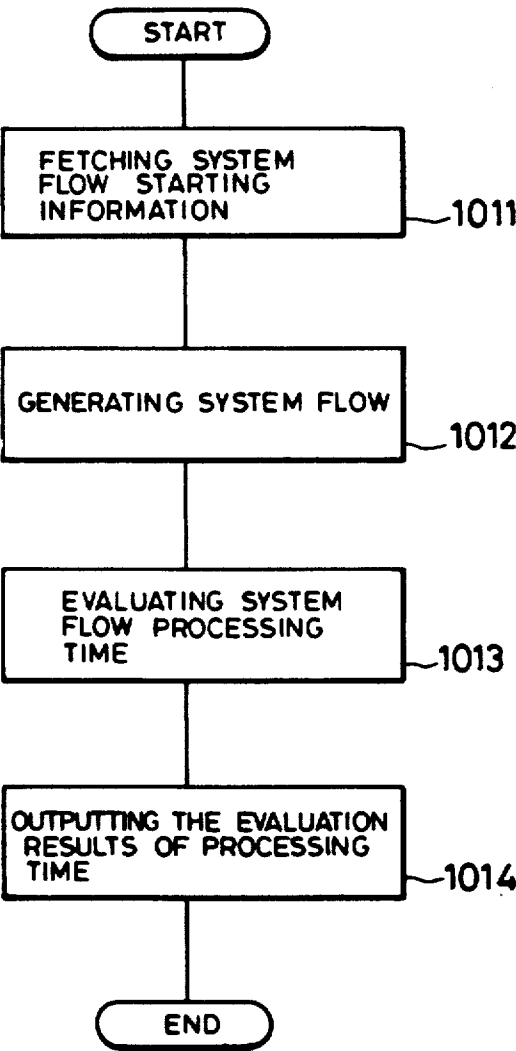 START
FETCHING SYSTEM
FLOW STARTING
INFORMATION
1011
GENERATING SYSTEM FLOW
1012
EVALUATING SYSTEM
FLOW PROCESSING
TIME
1013
OUTPUTTING THE EVALUATION
RESULTS OF PROCESSING
TIME
1014
END